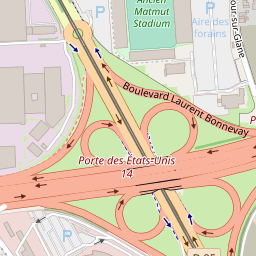 P
Ancien
Matmut
Stadium
P
Aire des
forains
our-sur-Glane
Boulevard Laurent Bonnevay
Porte des États-Unis
14
P